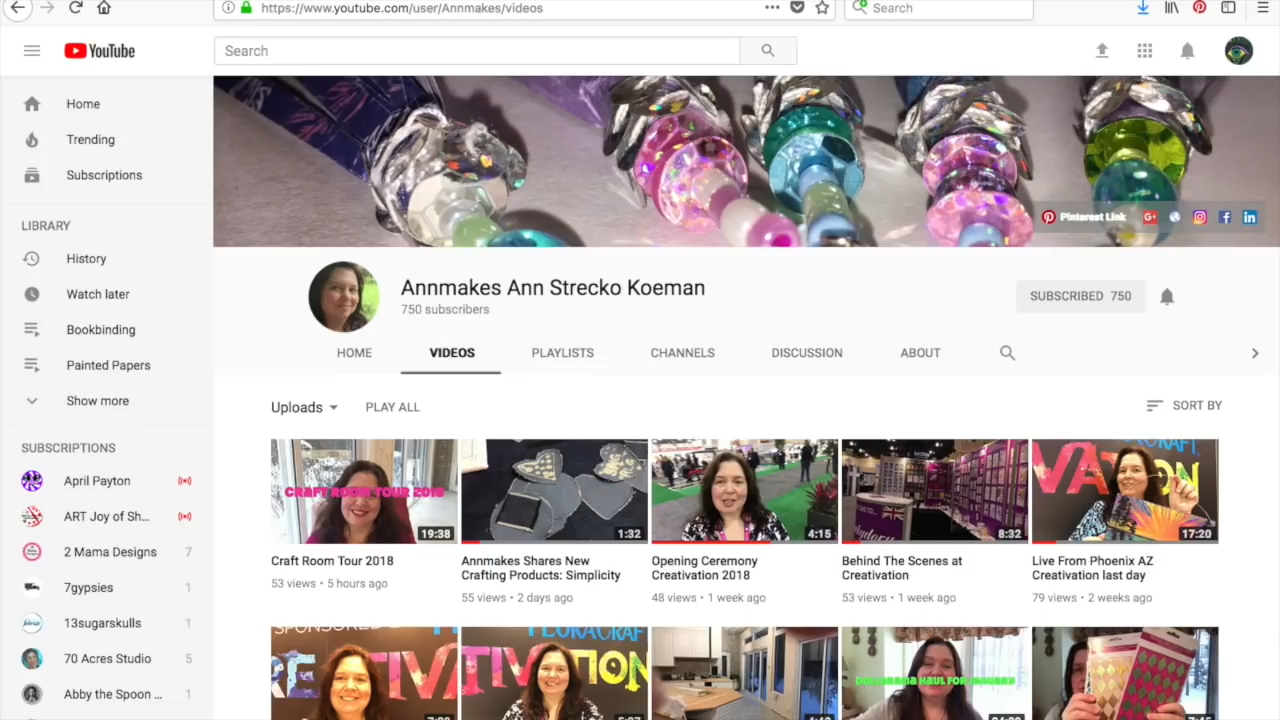 https://www.youtube.com/user/Annmakes/videos
Search
YouTube
Search
Home
Trending
Subscriptions
LIBRARY
History
Watch later
Bookbinding
Painted Papers
Show more
SUBSCRIPTIONS
April Payton
ART Joy of Sh...
2 Mama Designs 7
7gypsies 1
13sugarskulls 1
70 Acres Studio 5
Abby the Spoon ... 1
Pinterest Link
Annmakes Ann Strecko Koeman
750 subscribers
SUBSCRIBED 750
HOME VIDEOS PLAYLISTS CHANNELS DISCUSSION ABOUT
Uploads PLAY ALL SORT BY
CRAFT ROOM TOUR 2018
19:38
1:32
4:15
8:32
17:20
Craft Room Tour 2018
53 views • 5 hours ago
Annmakes Shares New
Crafting Products: Simplicity
55 views • 2 days ago
Opening Ceremony
Creativation 2018
48 views • 1 week ago
Behind The Scenes at
Creativation
53 views • 1 week ago
Live From Phoenix AZ
Creativation last day
79 views • 2 weeks ago